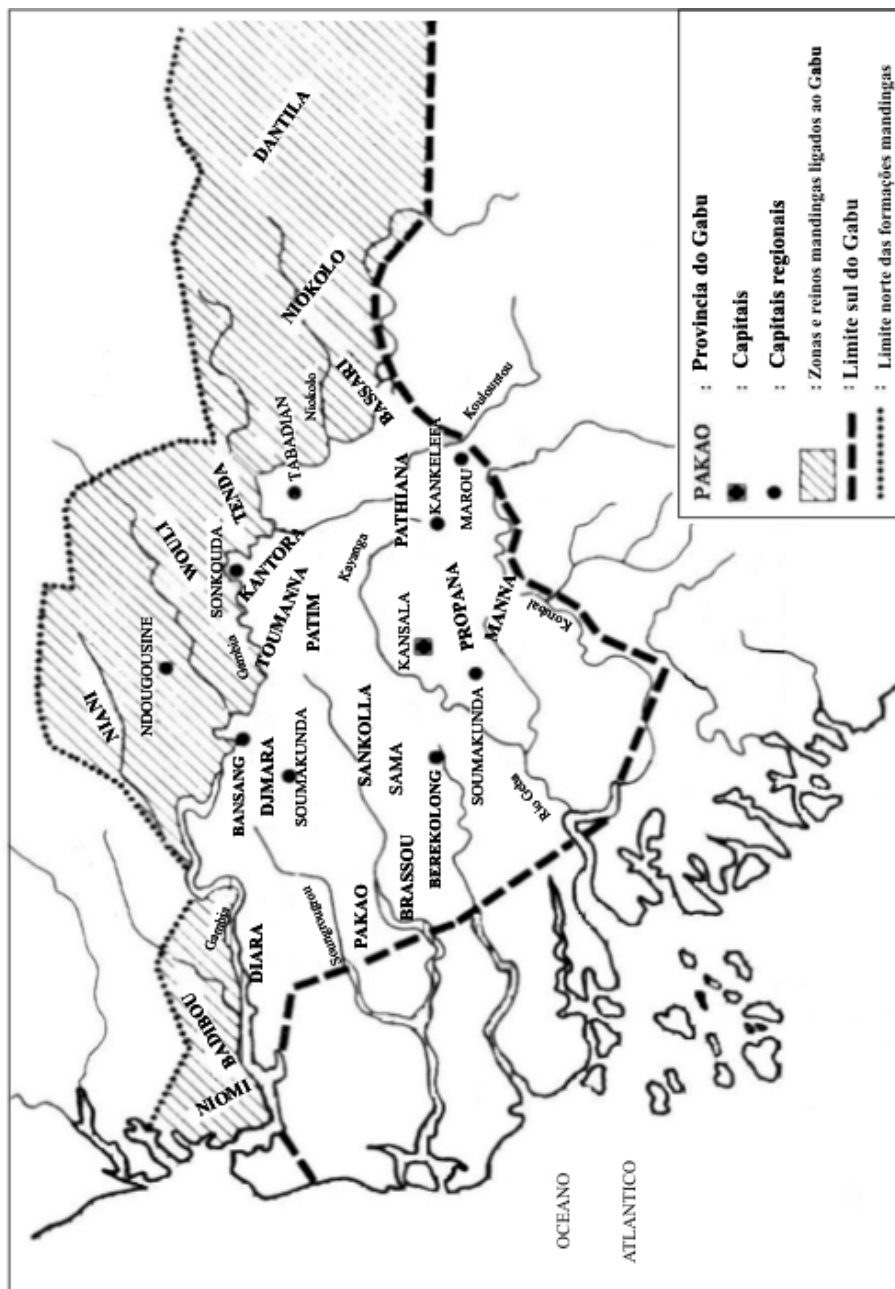 NIOMI
BADIBOU
Gambia
DIARA
NIANI
NDOUGOUSINE
WOULI
SONKOUDA
TENDA
KANTORA
Gambia
BANSANG
DJMARA
SOUMAKUNDA
TOUMANNA
PATIM
TABADIAN
Niokolo
NIOKOLO
DANTILA
BASSARI
Soungrougrou
PAKAO
BRASSOU
BEREKOLONG
SANKOLLA
SAMA
SOUMAKUNDA
Kayanga
KANSALA
PROPANA
MANNA
PATHIANA
KANKELEFA
MAROU
Kouloustou
Korubal
Rio Geba
OCEANO
ATLANTICO
PAKAO : Provincia do Gabu
: Capitais
: Capitais regionais
: Zonas e reinos mandingas ligados ao Gabu
: Limite sul do Gabu
: Limite norte das formações mandingas